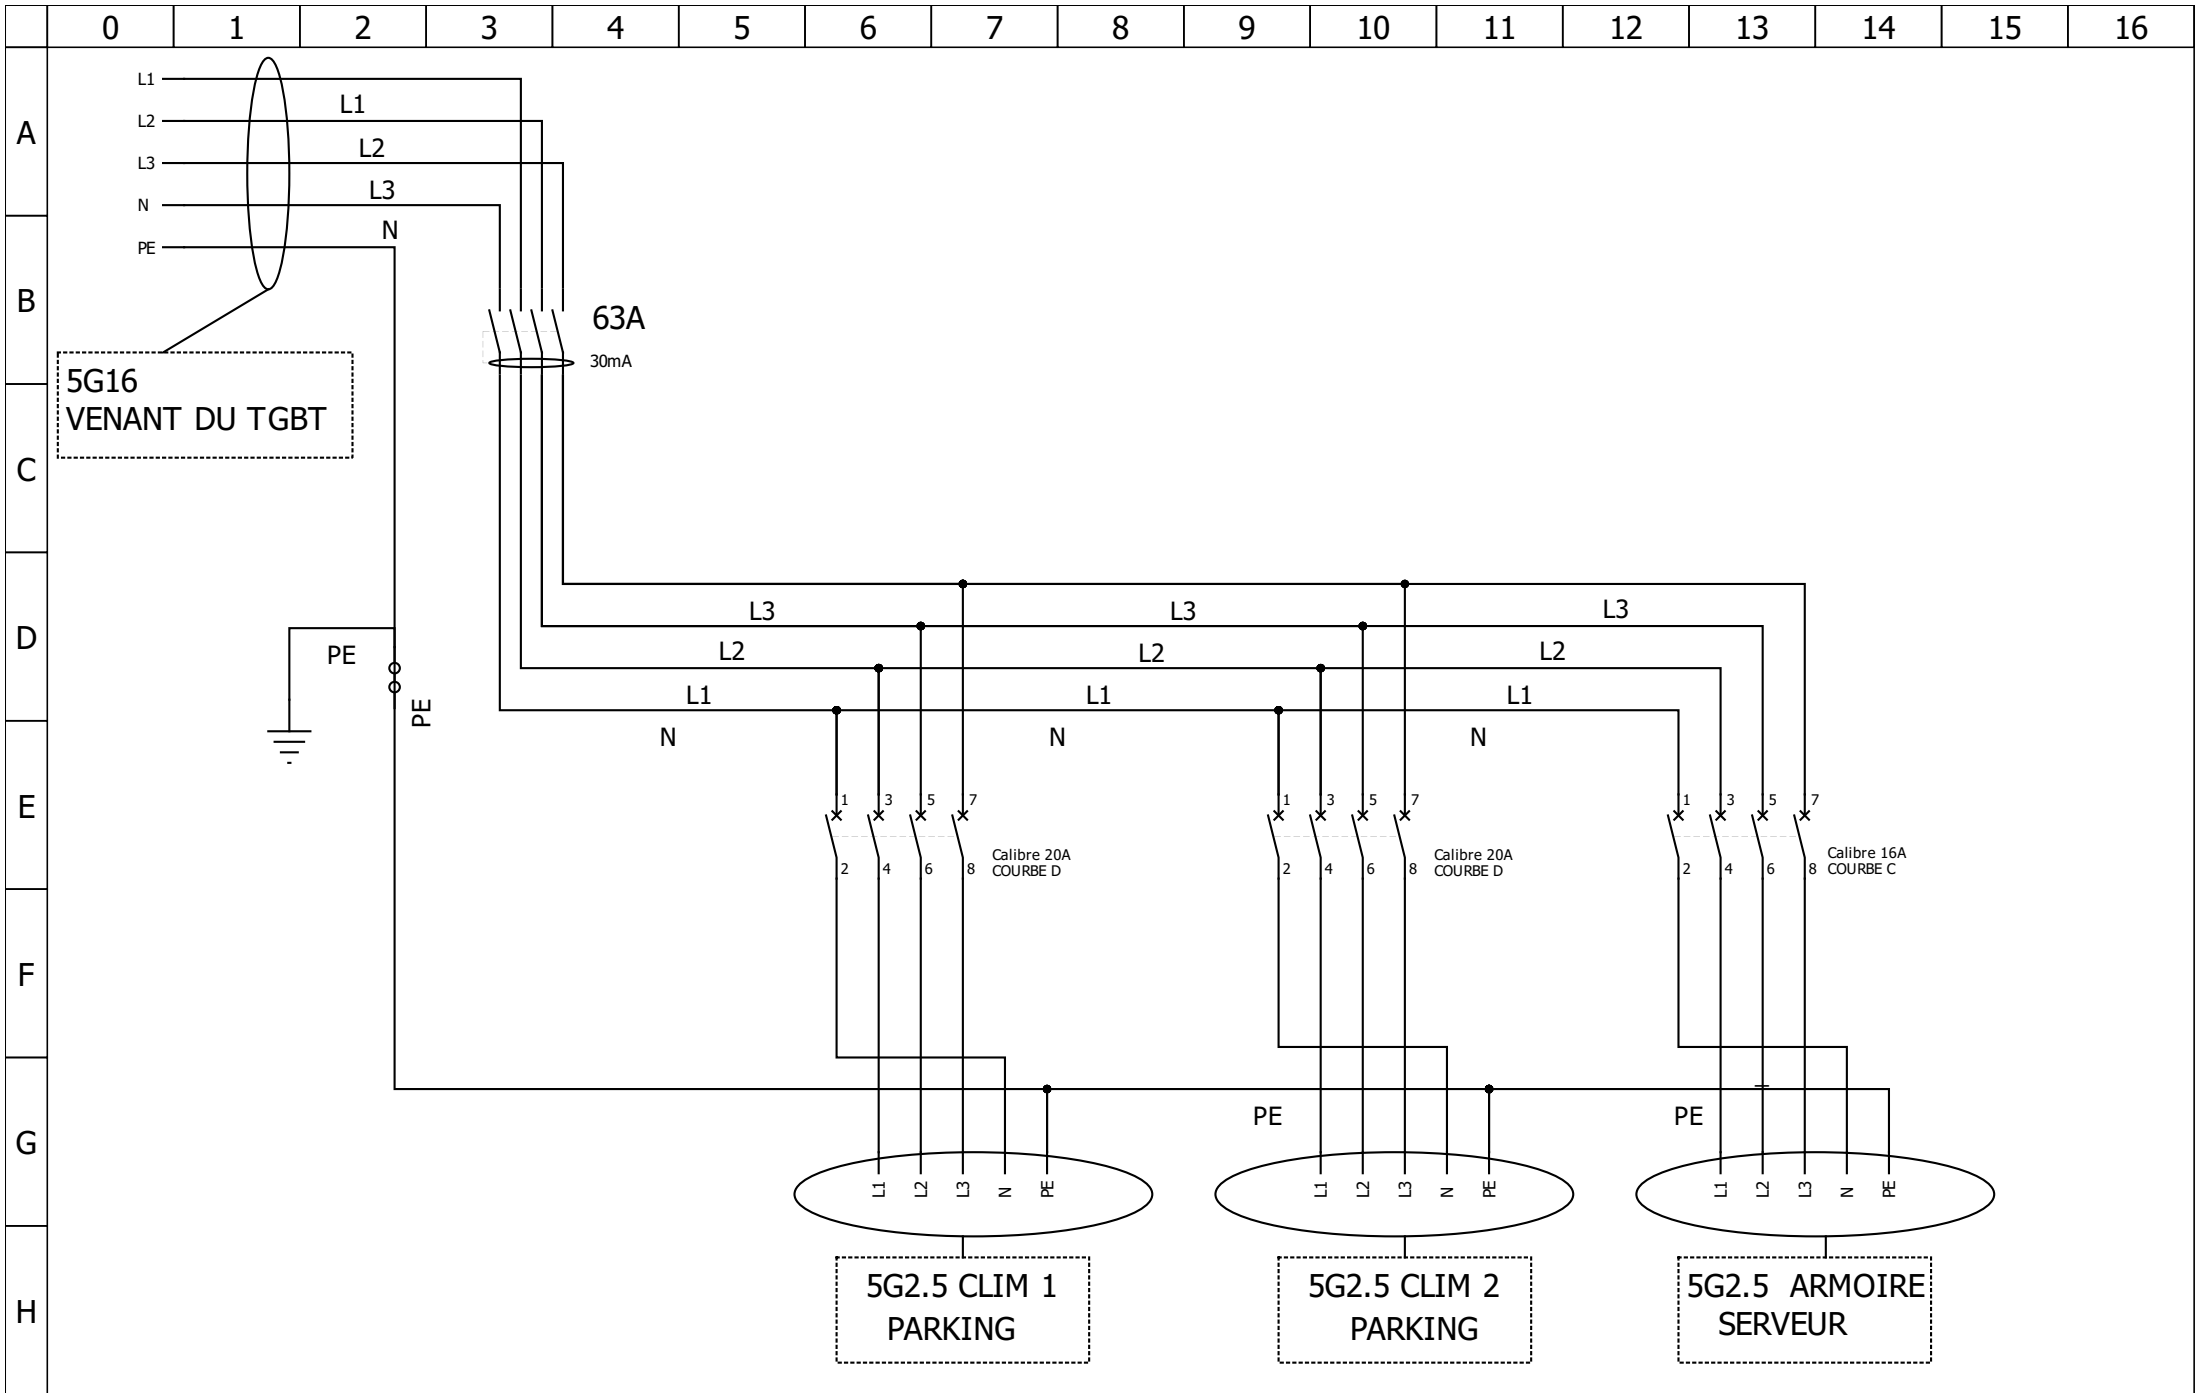 0 1 2 3 4 5 6 7 8 9 10 11 12 13 14 15 16
A
B
C
D
E
F
G
H
L1
L1
L2
L2
L3
L3
N
N
PE
63A
30mA
5G16
VENANT DU TGBT
L3 L3 L3
L2 L2 L2
L1 L1 L1
N N N
PE
PE
1 3 5 7
2 4 6 8
Calibre 20A
COURBE D
1 3 5 7
2 4 6 8
Calibre 20A
COURBE D
1 3 5 7
2 4 6 8
Calibre 16A
COURBE C
PE PE
L1 L2 L3 N PE
L1 L2 L3 N PE
L1 L2 L3 N PE
5G2.5 CLIM 1
PARKING
5G2.5 CLIM 2
PARKING
5G2.5 ARMOIRE
SERVEUR